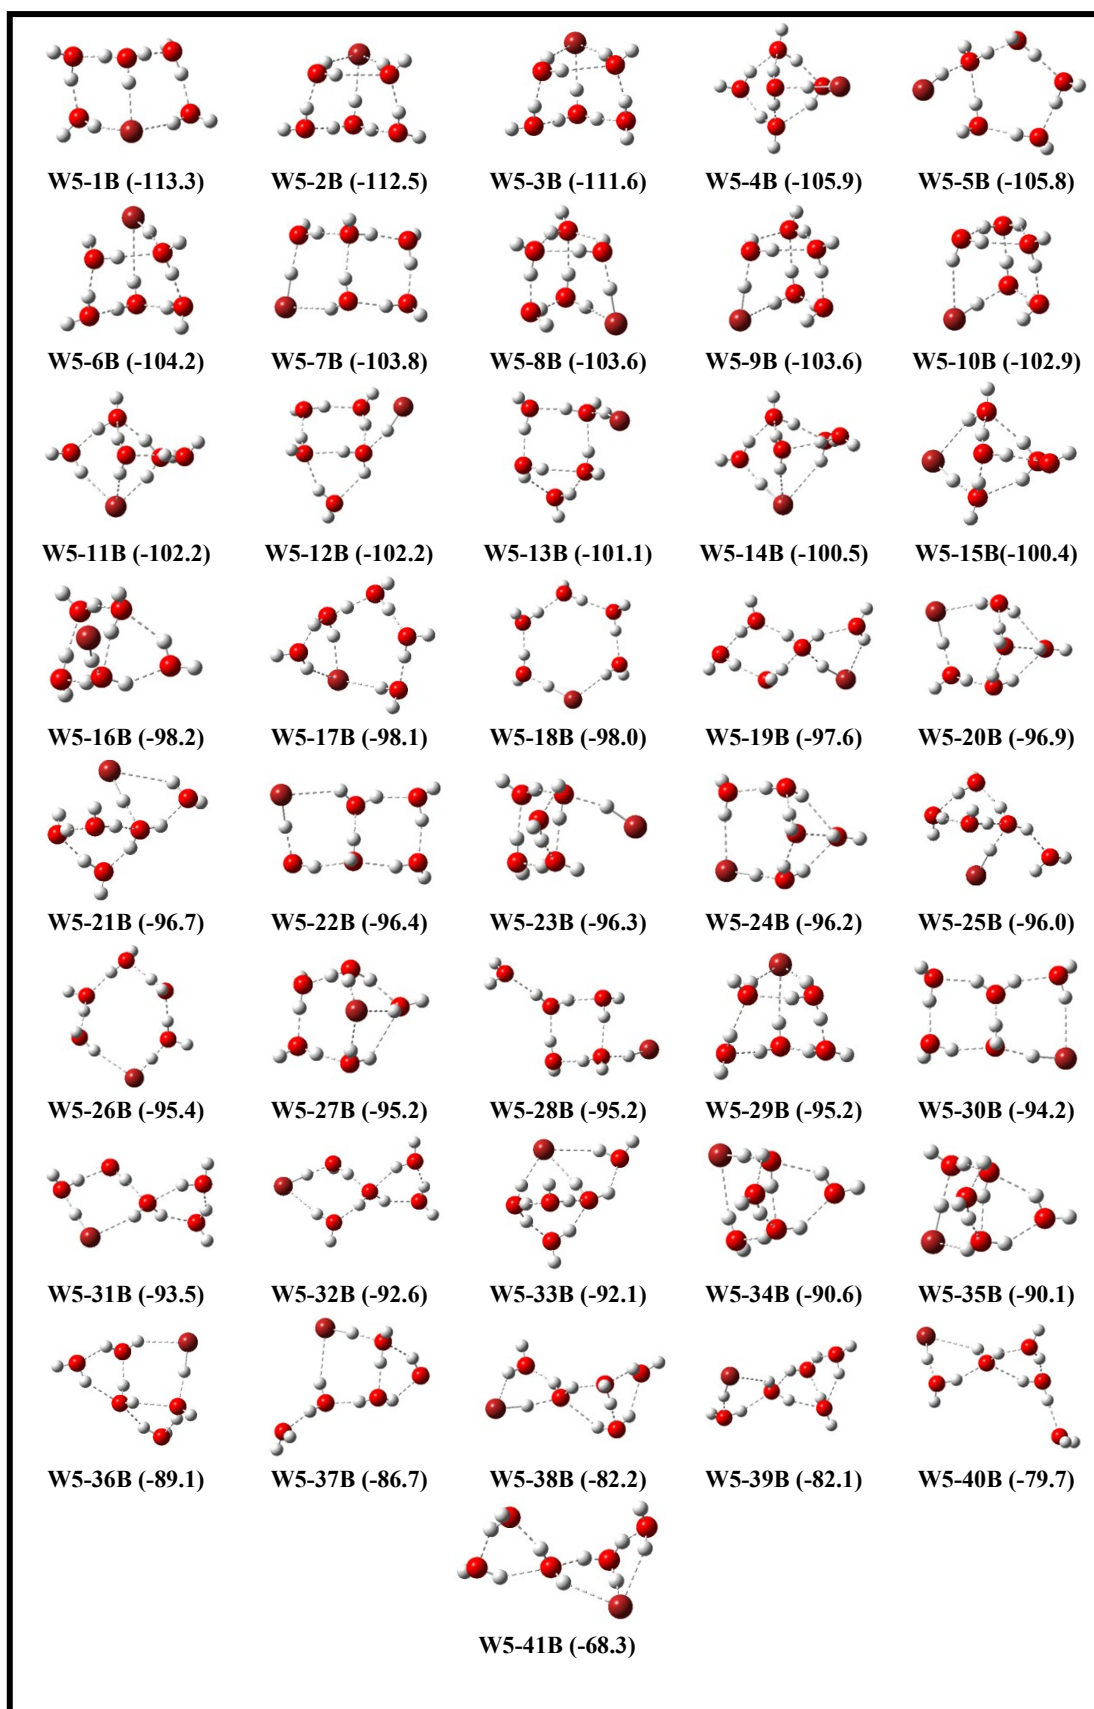 W5-1B (-113.3) W5-2B (-112.5) W5-3B (-111.6) W5-4B (-105.9) W5-5B (-105.8)
W5-6B (-104.2) W5-7B (-103.8) W5-8B (-103.6) W5-9B (-103.6) W5-10B (-102.9)
W5-11B (-102.2) W5-12B (-102.2) W5-13B (-101.1) W5-14B (-100.5) W5-15B(-100.4)
W5-16B (-98.2) W5-17B (-98.1) W5-18B (-98.0) W5-19B (-97.6) W5-20B (-96.9)
W5-21B (-96.7) W5-22B (-96.4) W5-23B (-96.3) W5-24B (-96.2) W5-25B (-96.0)
W5-26B (-95.4) W5-27B (-95.2) W5-28B (-95.2) W5-29B (-95.2) W5-30B (-94.2)
W5-31B (-93.5) W5-32B (-92.6) W5-33B (-92.1) W5-34B (-90.6) W5-35B (-90.1)
W5-36B (-89.1) W5-37B (-86.7) W5-38B (-82.2) W5-39B (-82.1) W5-40B (-79.7)
W5-41B (-68.3)